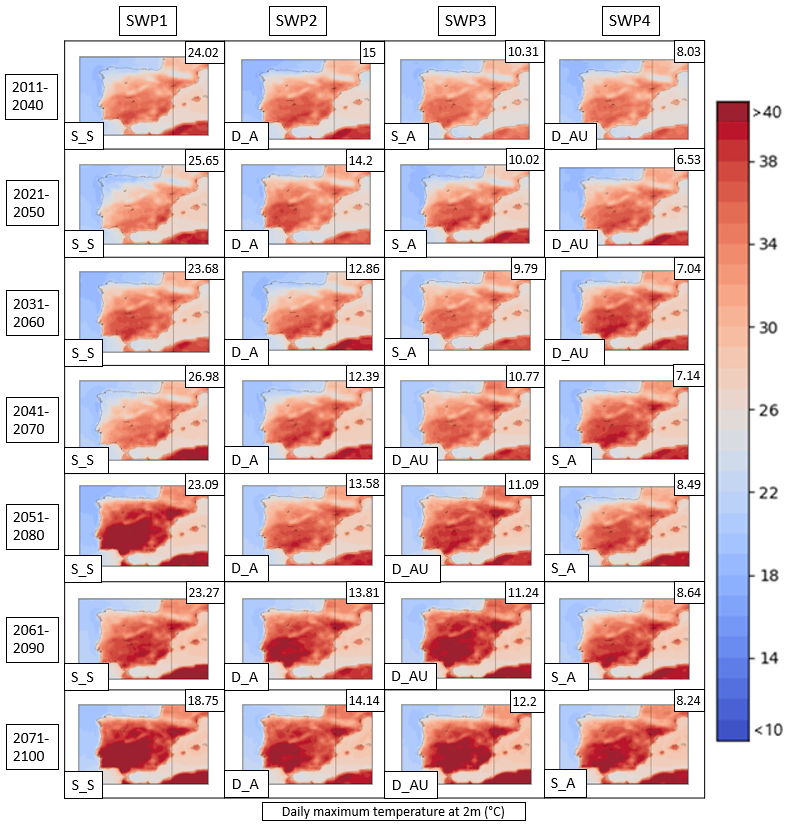 SWP1 SWP2 SWP3 SWP4
2011-
2040
24.02 15 10.31 8.03
S_S D_A S_A D_AU
2021-
2050
25.65 14.2 10.02 6.53
S_S D_A S_A D_AU
2031-
2060
23.68 12.86 9.79 7.04
S_S D_A S_A D_AU
2041-
2070
26.98 12.39 10.77 7.14
S_S D_A D_AU S_A
2051-
2080
23.09 13.58 11.09 8.49
S_S D_A D_AU S_A
2061-
2090
23.27 13.81 11.24 8.64
S_S D_A D_AU S_A
2071-
2100
18.75 14.14 12.2 8.24
S_S D_A D_AU S_A
>40
38
34
30
26
22
18
14
<10
Daily maximum temperature at 2m (°C)